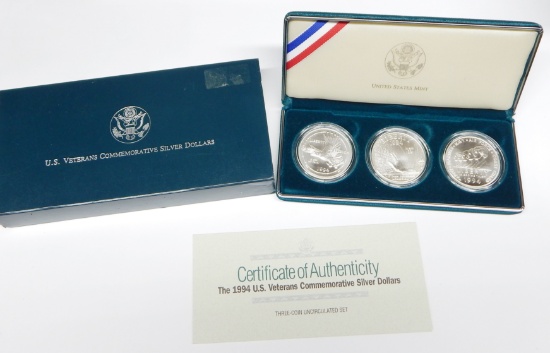 United States Mint
U.S. Veterans Commemorative Silver Dollars
1994
Certificate of Authenticity
The 1994 U.S. Veterans Commemorative Silver Dollars
Three-Coin Uncirculated Set